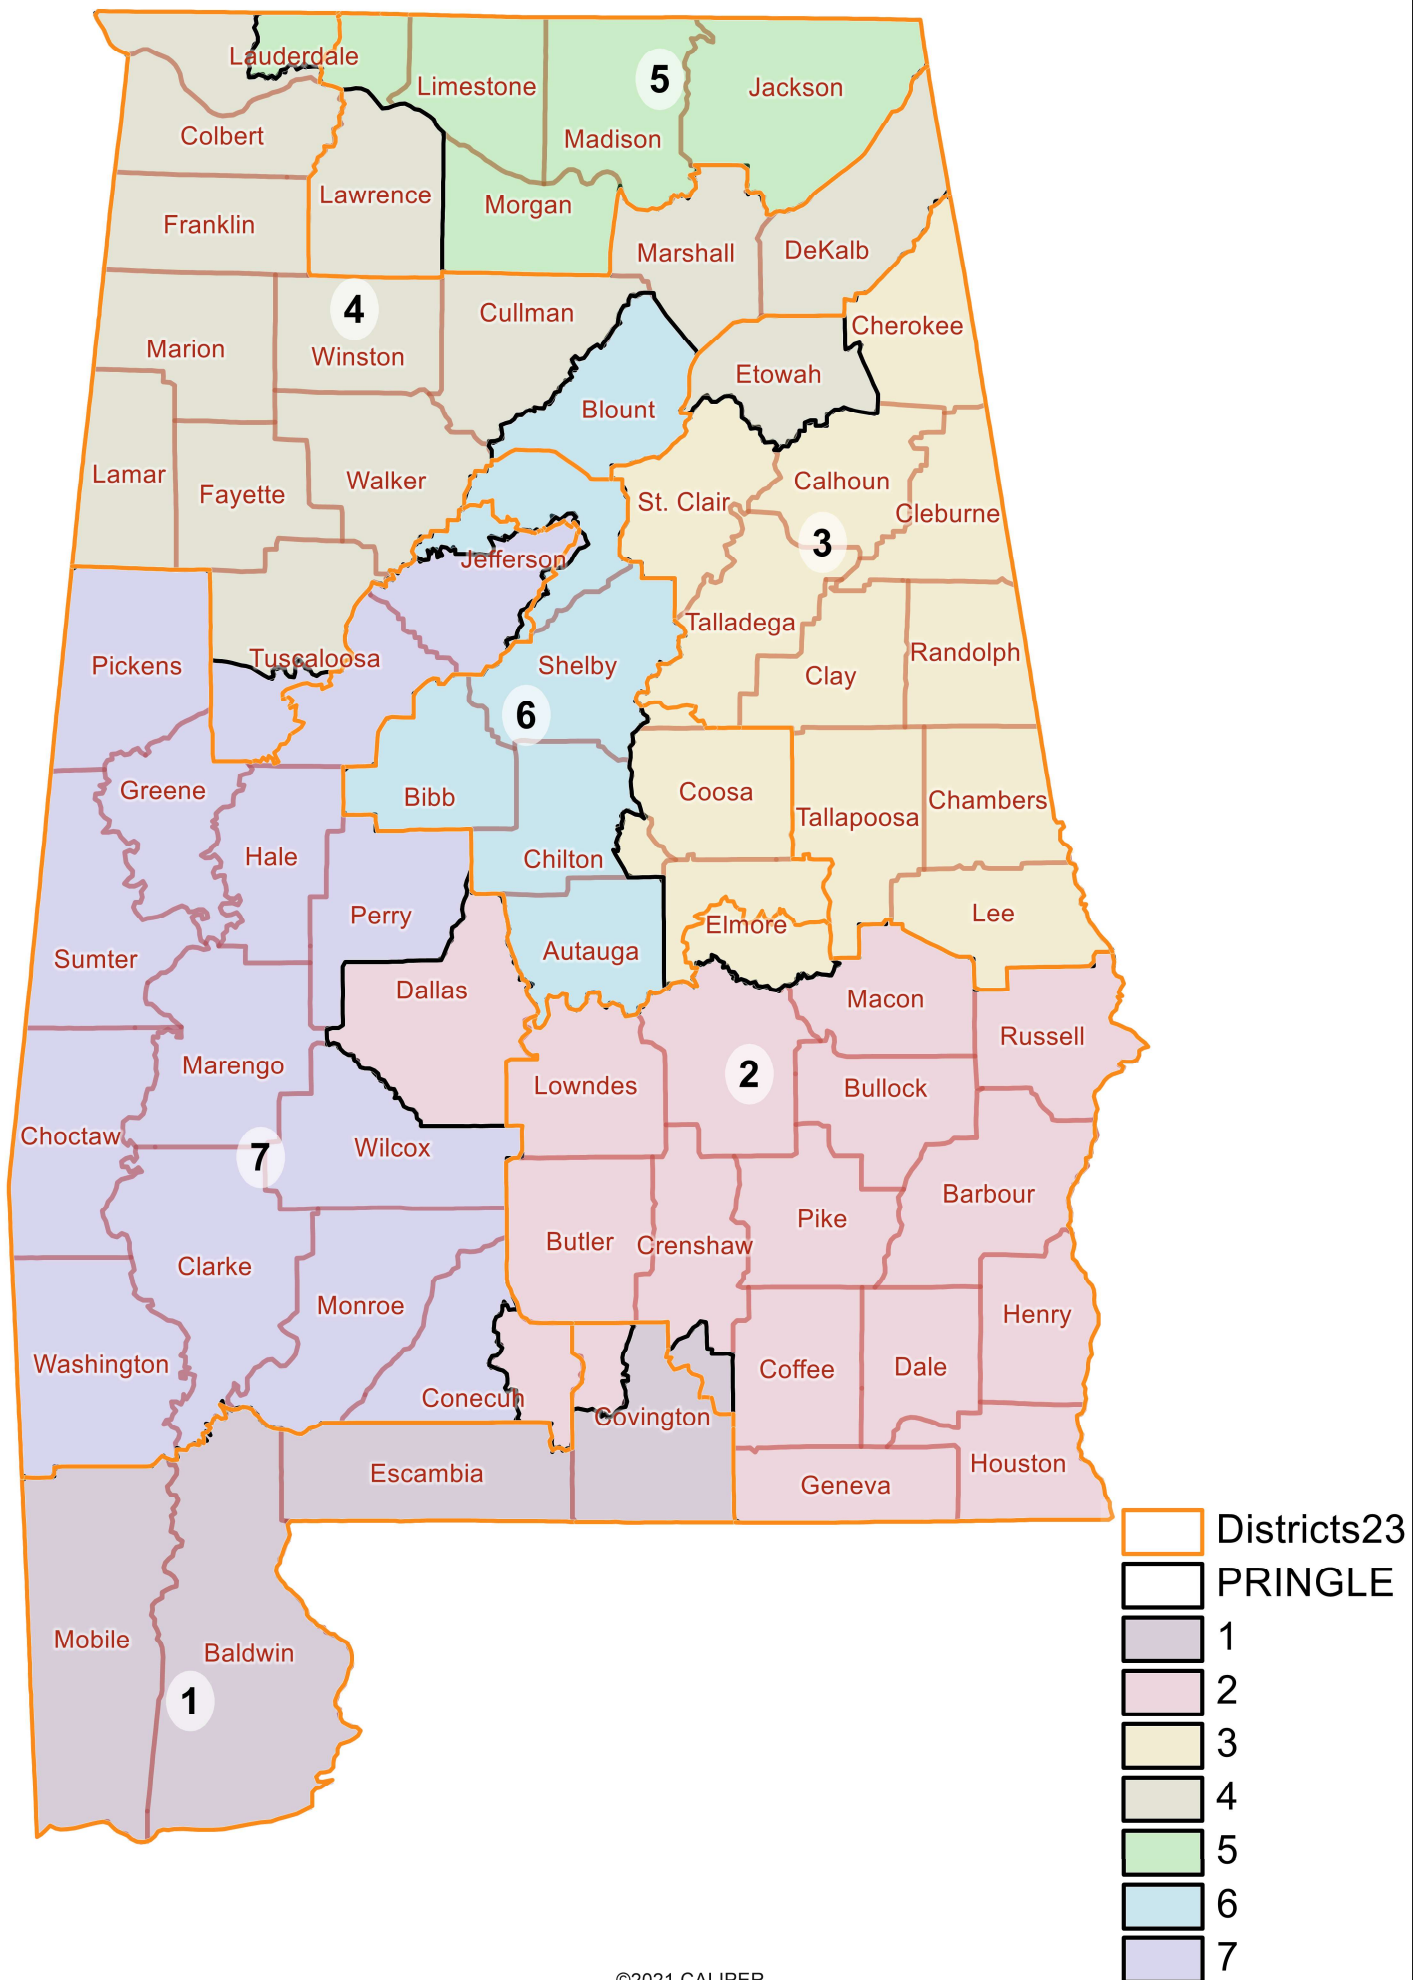 Lauderdale
5
Limestone
Jackson
Colbert
Madison
Lawrence
Morgan
Franklin
Marshall
DeKalb
4
Cullman
Cherokee
Marion
Winston
Etowah
Blount
Lamar
Walker
Calhoun
Fayette
St. Clair
Cleburne
3
Jefferson
Talladega
Tuscaloosa
Pickens
Shelby
Randolph
Clay
6
Greene
Bibb
Coosa
Chambers
Tallapoosa
Hale
Chilton
Perry
Lee
Elmore
Sumter
Autauga
Dallas
Macon
Russell
Marengo
2
Lowndes
Bullock
Choctaw
7
Wilcox
Barbour
Pike
Butler
Crenshaw
Clarke
Monroe
Henry
Washington
Coffee
Dale
Conecuh
Covington
Escambia
Houston
Geneva
Mobile
Baldwin
1
Districts23
PRINGLE
1
2
3
4
5
6
7
©2021 CALIPER